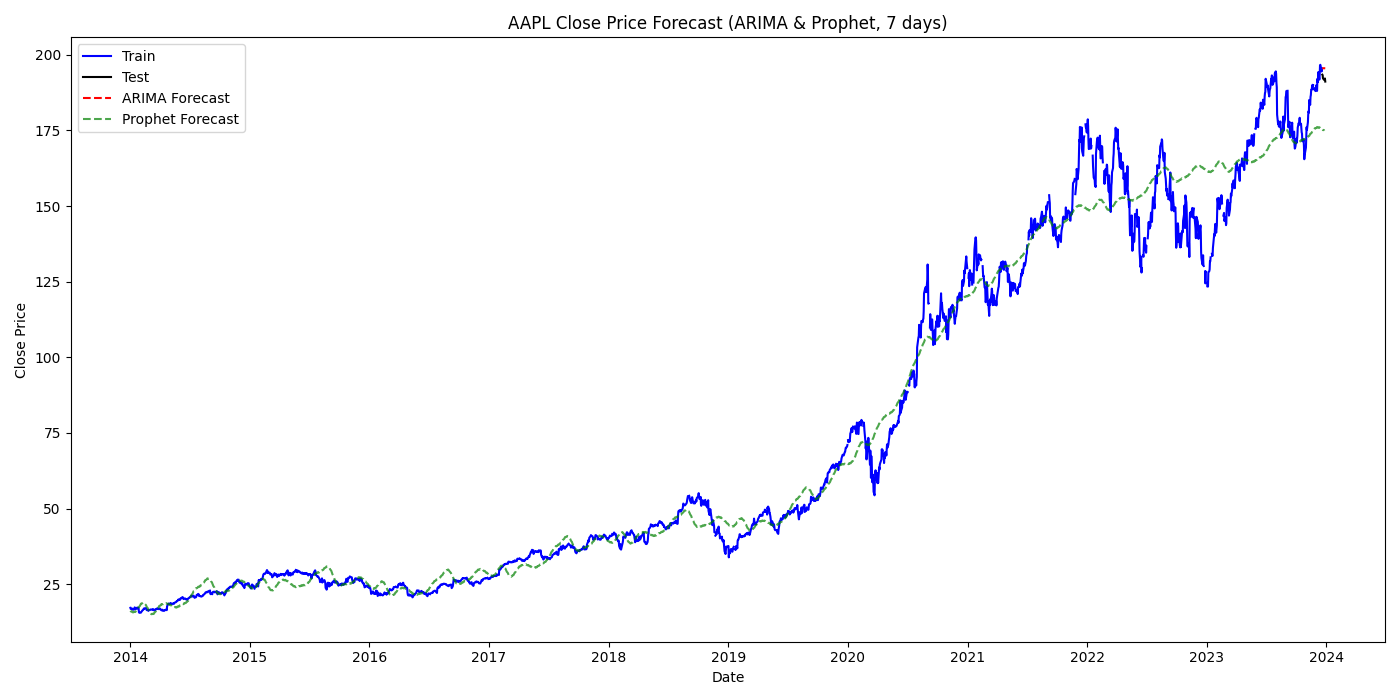 AAPL Close Price Forecast (ARIMA & Prophet, 7 days)
Train
Test
ARIMA Forecast
Prophet Forecast
Close Price
200
175
150
125
100
75
50
25
2014 2015 2016 2017 2018 2019 2020 2021 2022 2023 2024
Date